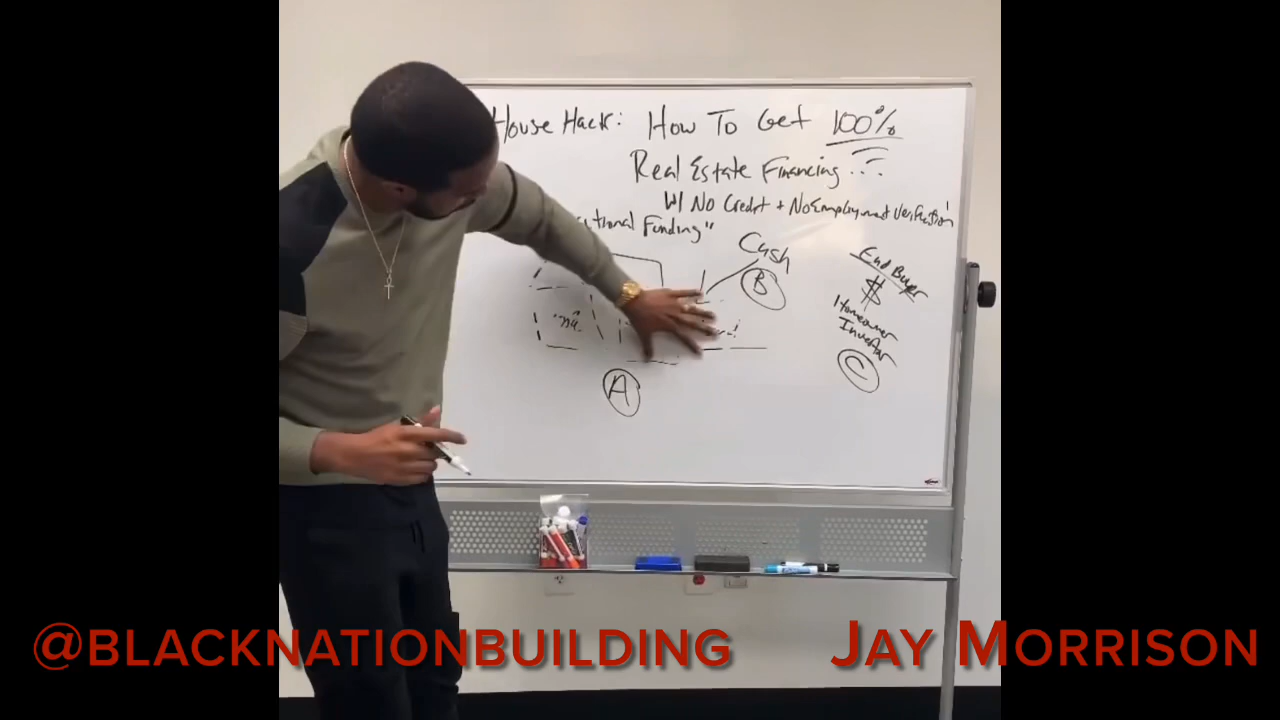 House Hack: How To Get 100%
Real Estate Financing...
W/ No Credit + No Employment Verification
Funding"
Cash
B
End Buyer
$
Homeowner
Investor
C
A
@BLACKNATIONBUILDING
JAY MORRISON